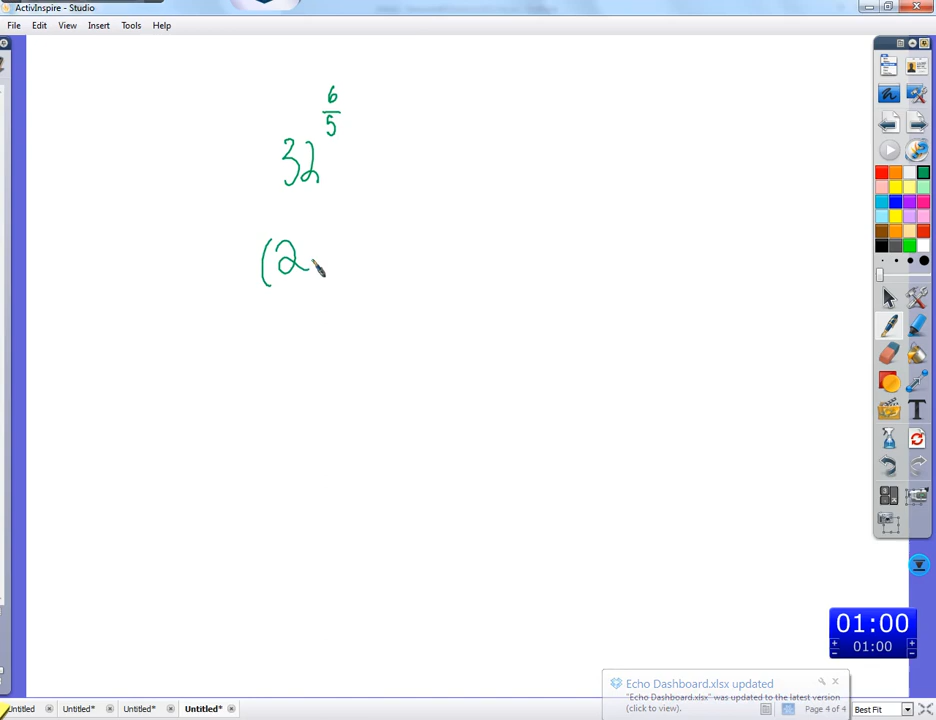 ActivInspire - Studio
File Edit View Insert Tools Help
6
5
32
(2
01:00
01:00
Echo Dashboard.xlsx updated
"Echo Dashboard.xlsx" was updated to the latest version
(click to view).
Page 4 of 4
Best Fit
Untitled Untitled* Untitled* Untitled*